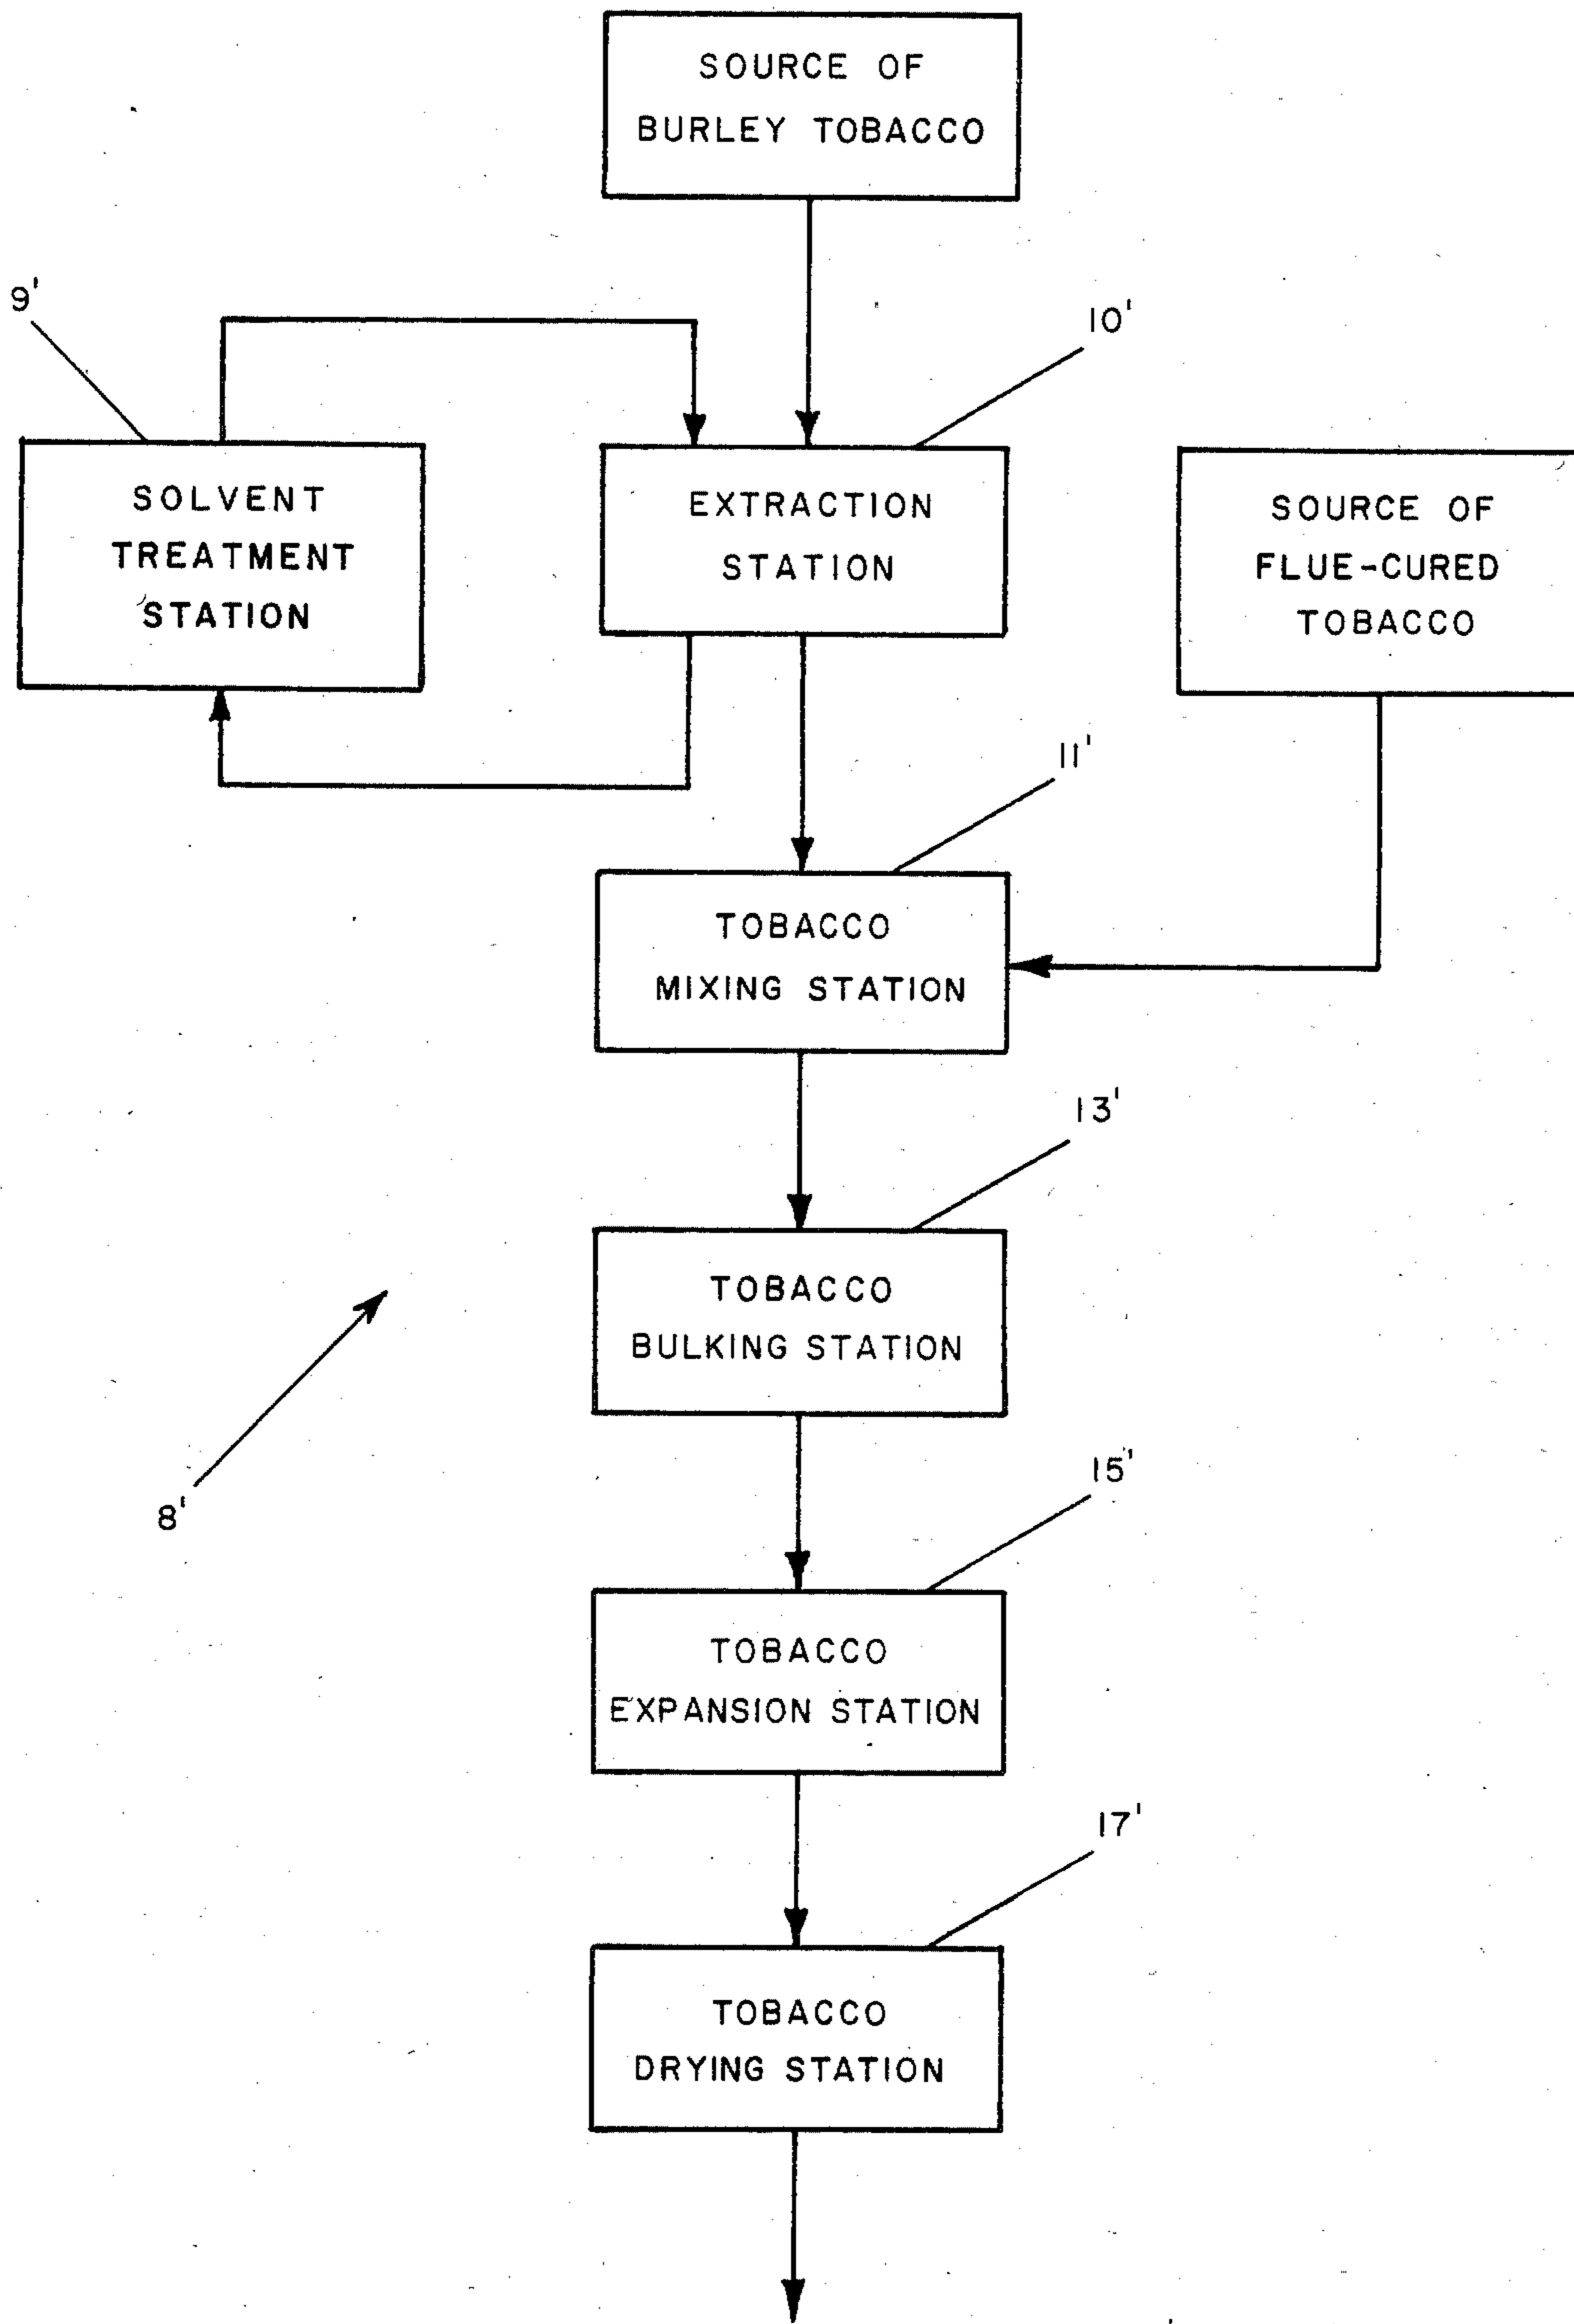 SOURCE OF
BURLEY TOBACCO
9'
10'
SOLVENT
TREATMENT
STATION
EXTRACTION
STATION
SOURCE OF
FLUE-CURED
TOBACCO
11'
TOBACCO
MIXING STATION
13'
TOBACCO
BULKING STATION
8'
15'
TOBACCO
EXPANSION STATION
17'
TOBACCO
DRYING STATION